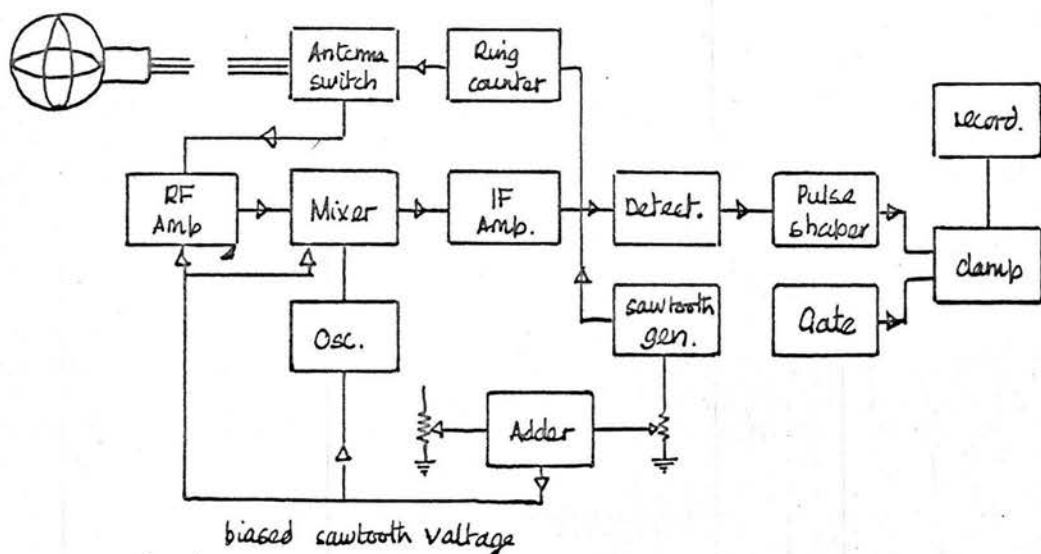 Antenna
switch
Ring
counter
record.
RF
Amp
Mixer
IF
Amp.
Detect.
Pulse
shaper
clamp
Osc.
sawtooth
gen.
Gate
Adder
biased sawtooth voltage